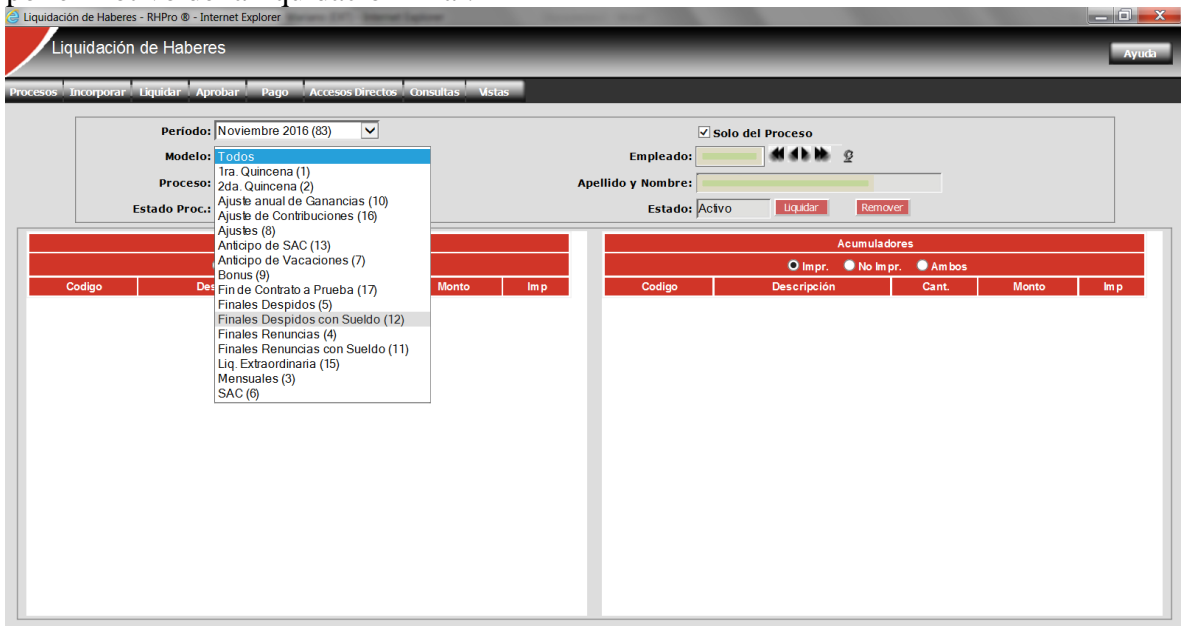 Liquidación de Haberes - RHPro ® - Internet Explorer
Liquidación de Haberes
Ayuda
Procesos Incorporar Liquidar Aprobar Pago Accesos Directos Consultas Vistas
Período: Noviembre 2016 (83)
Solo del Proceso
Modelo: Todos
Empleado:
Proceso:
Apellido y Nombre:
Estado Proc.:
Estado: Activo Liquidar Remover
1ra. Quincena (1)
2da. Quincena (2)
Ajuste anual de Ganancias (10)
Ajuste de Contribuciones (16)
Ajustes (8)
Anticipo de SAC (13)
Anticipo de Vacaciones (7)
Bonus (9)
Fin de Contrato a Prueba (17)
Finales Despidos (5)
Finales Despidos con Sueldo (12)
Finales Renuncias (4)
Finales Renuncias con Sueldo (11)
Liq. Extraordinaria (15)
Mensuales (3)
SAC (6)
Codigo Monto Imp
Acumuladores
Impr. No Impr. Ambos
Codigo Descripción Cant. Monto Imp